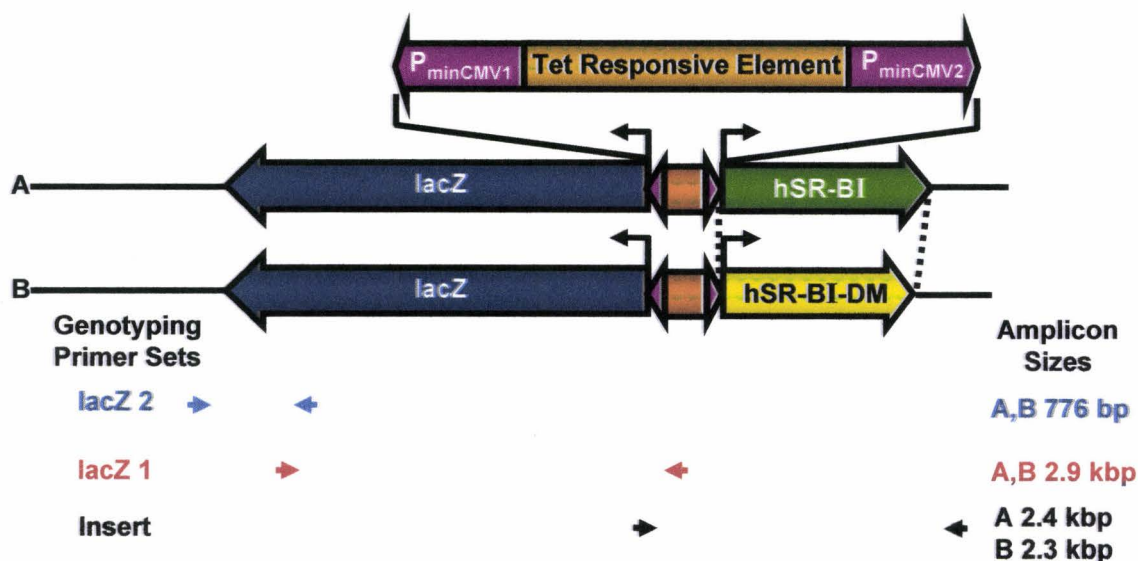 PminCMV1 Tet Responsive Element PminCMV2
A lacZ hSR-BI
B lacZ hSR-BI-DM
Genotyping
Primer Sets
Amplicon
Sizes
lacZ 2 A,B 776 bp
lacZ 1 A,B 2.9 kbp
Insert A 2.4 kbp
B 2.3 kbp